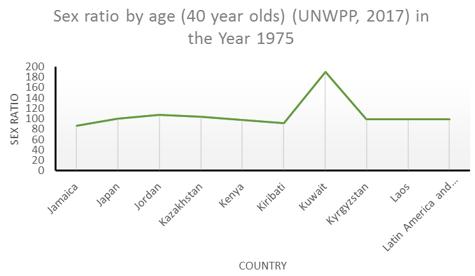 Sex ratio by age (40 year olds) (UNWPP, 2017) in
the Year 1975
SEX RATIO
200
180
160
140
120
100
80
60
40
20
0
Jamaica
Japan
Jordan
Kazakhstan
Kenya
Kiribati
Kuwait
Kyrgyzstan
Laos
Latin America and...
COUNTRY